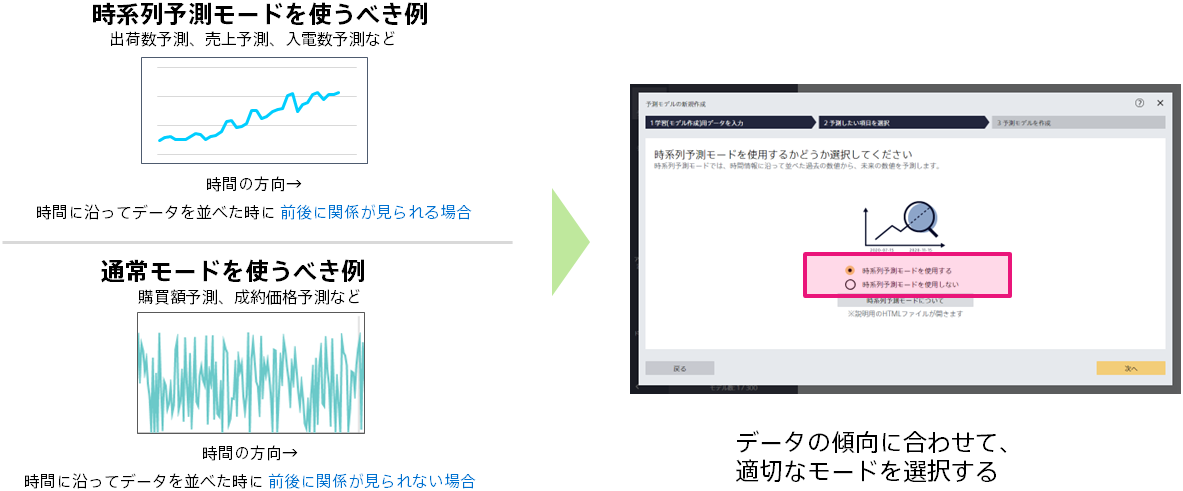 時系列予測モードを使うべき例
出荷数予測、売上予測、入電数予測など
時間の方向→
時間に沿ってデータを並べた時に 前後に関係が見られる場合
通常モードを使うべき例
購買額予測、成約価格予測など
時間の方向→
時間に沿ってデータを並べた時に 前後に関係が見られない場合
予測モデルの新規作成
1 学習(モデル作成)用データを入力
2 予測したい項目を選択
3 予測モデルを作成
時系列予測モードを使用するかどうか選択してください
時系列予測モードでは、時間情報に沿って並べた過去の数値から、未来の数値を予測します。
時系列予測モードを使用する
時系列予測モードを使用しない
時系列予測モードについて
※説明用のHTMLファイルが開きます
戻る
次へ
データの傾向に合わせて、
適切なモードを選択する